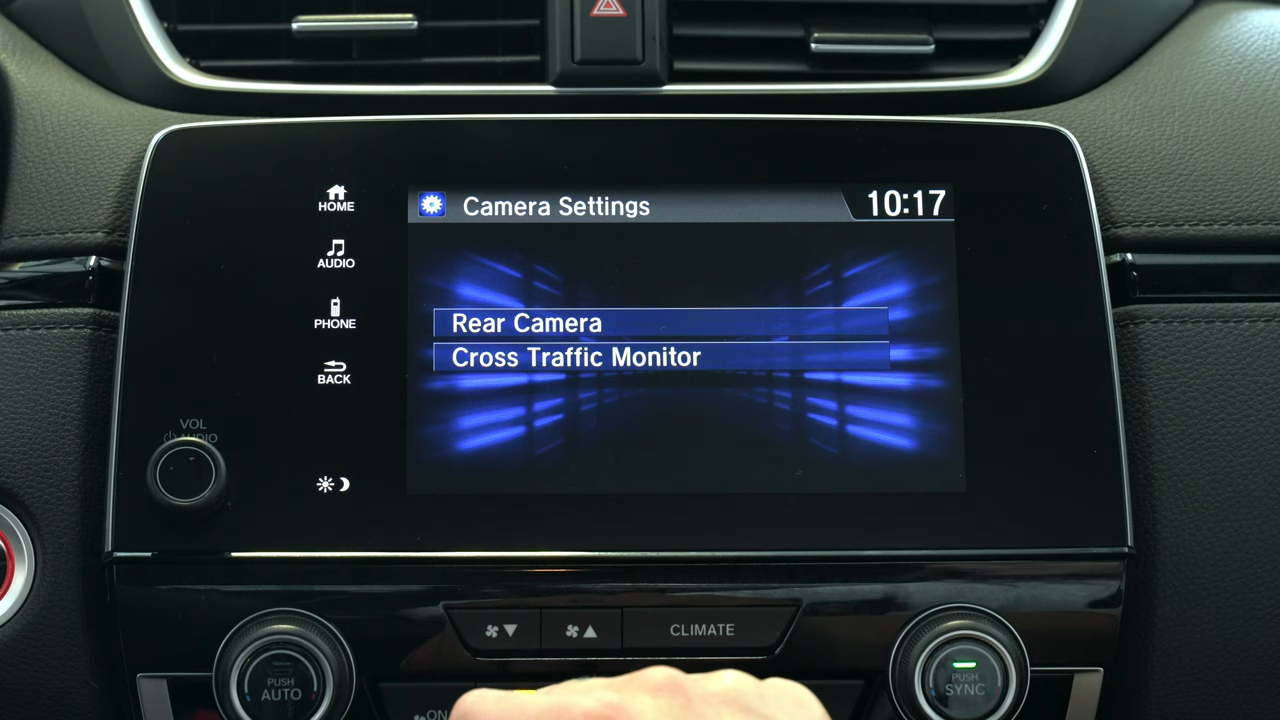 HOME
Camera Settings 10:17
AUDIO
PHONE
Rear Camera
Cross Traffic Monitor
BACK
VOL
AUDIO
CLIMATE
PUSH
AUTO
PUSH
SYNC
ON